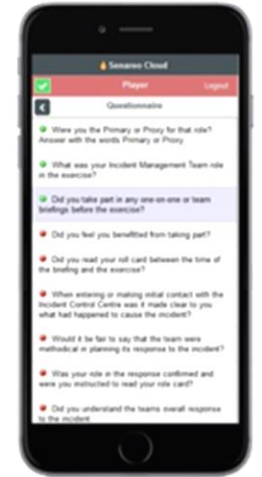 Senareo Cloud
Player
Logout
Questionnaire
Were you the Primary or Proxy for that role?
Answer with the words Primary or Proxy
What was your Incident Management Team role
in the exercise?
Did you take part in any one-on-one or team
briefings before the exercise?
Did you feel you benefitted from taking part?
Did you read your roll card between the time of
the briefing and the exercise?
When entering or making initial contact with the
Incident Control Centre was it made clear to you
what had happened to cause the incident?
Would it be fair to say that the team were
methodical in planning its response to the incident?
Was your role in the response confirmed and
were you instructed to read your role card?
Did you understand the teams overall response
to the incident